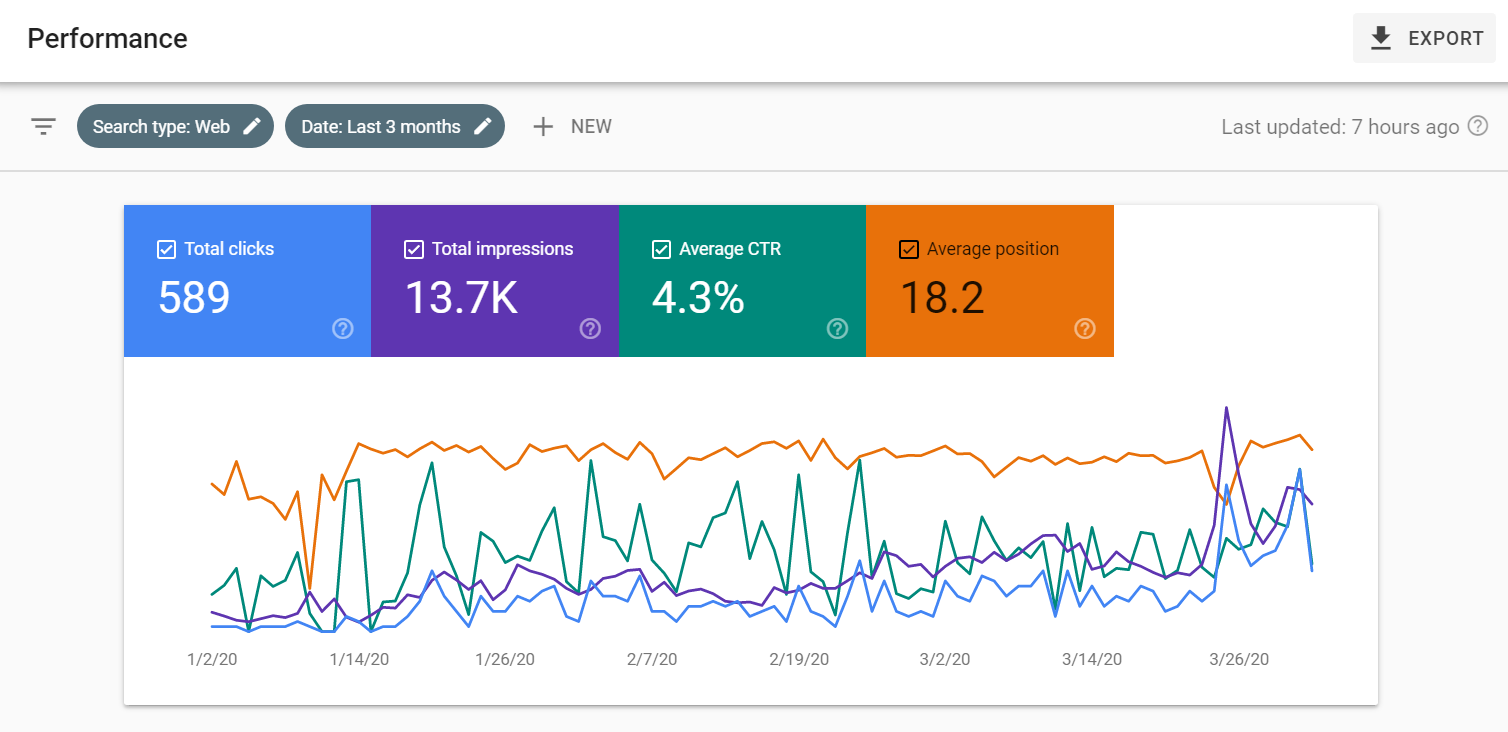 Performance
EXPORT
Search type: Web
Date: Last 3 months
NEW
Last updated: 7 hours ago
Total clicks
589
Total impressions
13.7K
Average CTR
4.3%
Average position
18.2
1/2/20 1/14/20 1/26/20 2/7/20 2/19/20 3/2/20 3/14/20 3/26/20